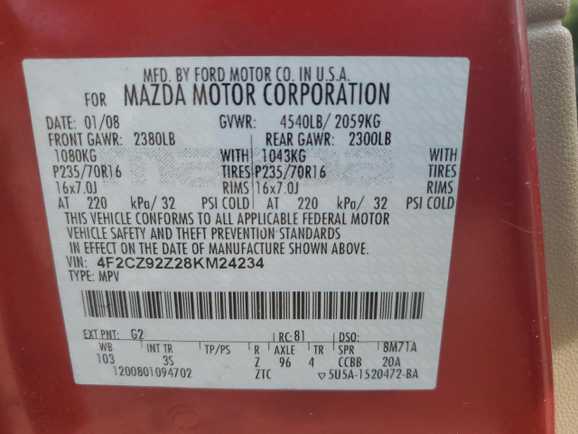 MFD. BY FORD MOTOR CO. IN U.S.A.
FOR MAZDA MOTOR CORPORATION
DATE: 01/08 GVWR: 4540LB/ 2059KG
FRONT GAWR: 2380LB REAR GAWR: 2300LB
1080KG WITH 1043KG WITH
P235/70R16 TIRES P235/70R16 TIRES
16x7.0J RIMS 16x7.0J RIMS
AT 220 kPa/ 32 PSI COLD AT 220 kPa/ 32 PSI COLD
THIS VEHICLE CONFORMS TO ALL APPLICABLE FEDERAL MOTOR
VEHICLE SAFETY AND THEFT PREVENTION STANDARDS
IN EFFECT ON THE DATE OF MANUFACTURE SHOWN ABOVE.
VIN: 4F2CZ92Z28KM24234
TYPE: MPV
EXT PNT: G2 RC: 81 DSO:
WB INT TR TP/PS R AXLE TR SPR 8M71A
103 3S Z 96 4 CCBB 20A
1200801094702 ZTC ▽5U5A-1520472-BA